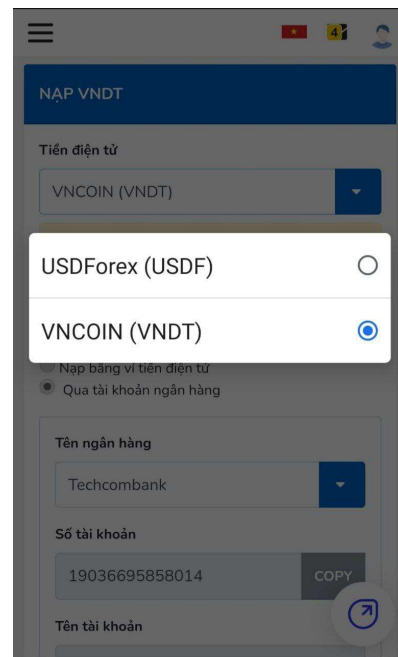 4
NẠP VNDT
Tiền điện tử
VNCOIN (VNDT)
USDForex (USDF)
VNCOIN (VNDT)
Nạp bằng ví tiền điện tử
Qua tài khoản ngân hàng
Tên ngân hàng
Techcombank
Số tài khoản
19036695858014
COPY
Tên tài khoản